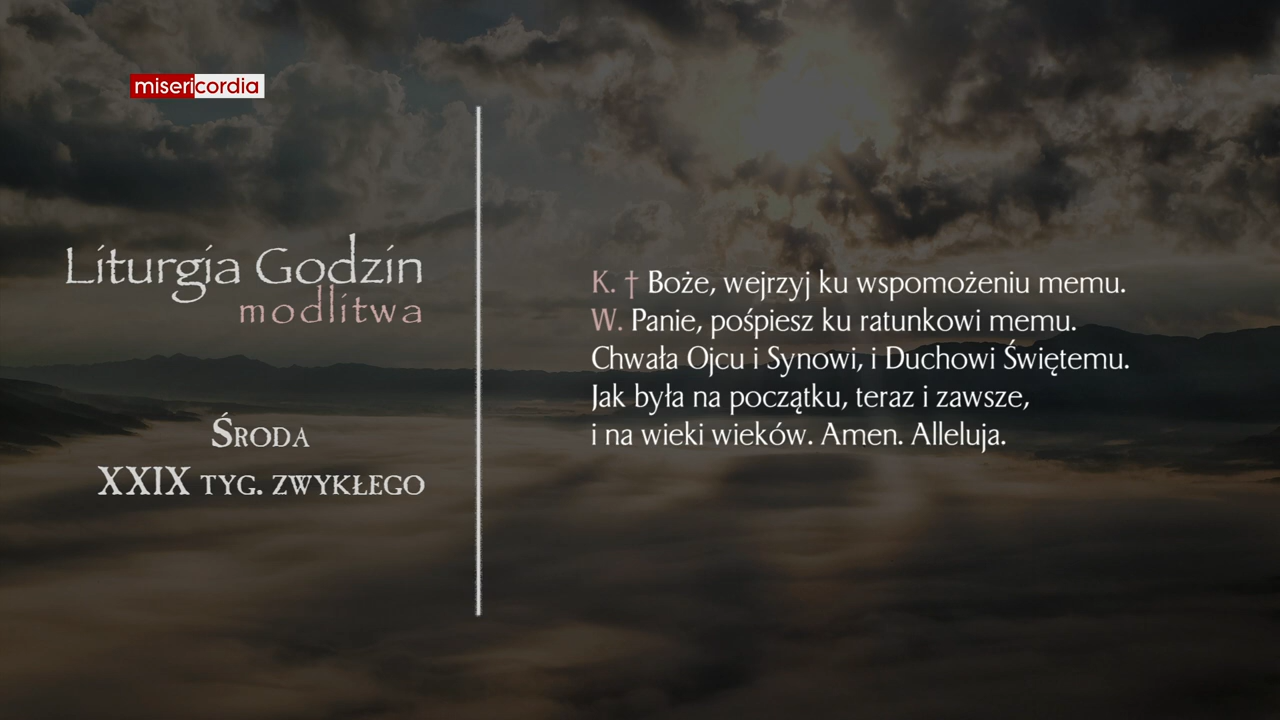 misericordia
Liturgia Godzin
modlitwa
Środa
XXIX tyg. zwykłego
K. † Boże, wejrzyj ku wspomożeniu memu.
W. Panie, pośpiesz ku ratunkowi memu.
Chwała Ojcu i Synowi, i Duchowi Świętemu.
Jak była na początku, teraz i zawsze,
i na wieki wieków. Amen. Alleluja.